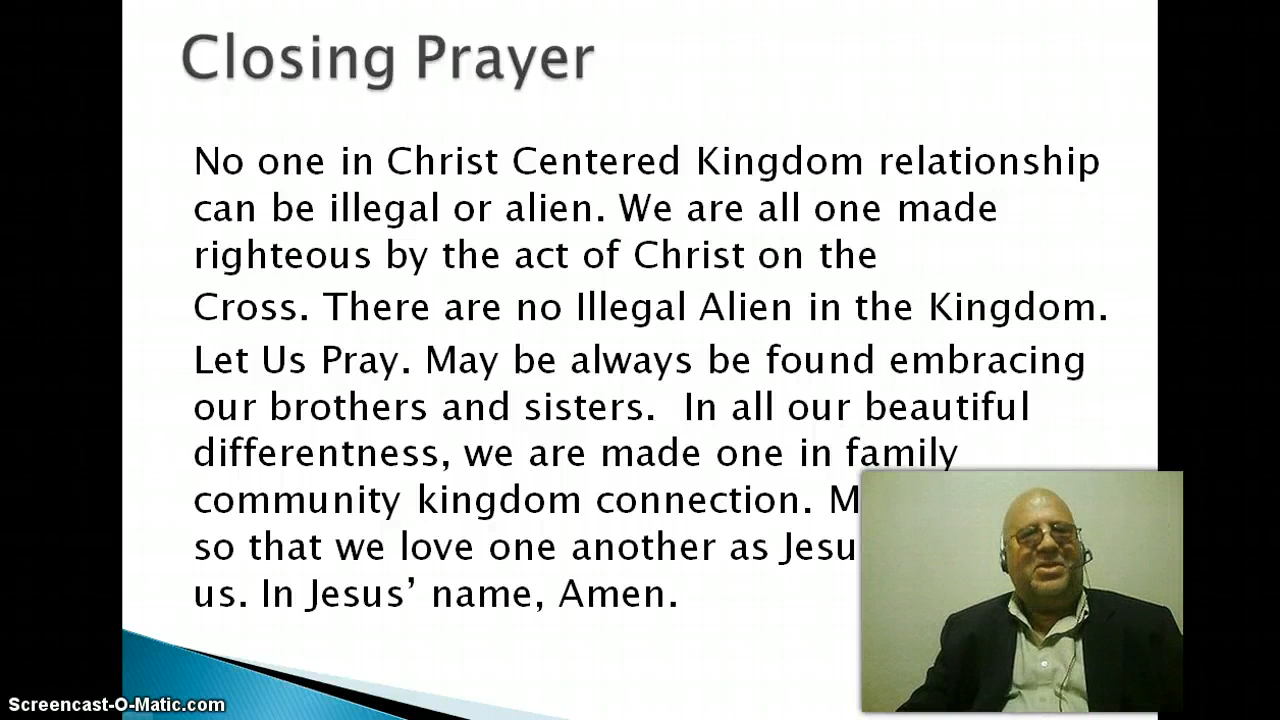 Closing Prayer
No one in Christ Centered Kingdom relationship
can be illegal or alien. We are all one made
righteous by the act of Christ on the
Cross. There are no Illegal Alien in the Kingdom.
Let Us Pray. May be always be found embracing
our brothers and sisters.  In all our beautiful
differentness, we are made one in family
community kingdom connection.
so that we love one another as
us. In Jesus’ name, Amen.
Screencast-O-Matic.com